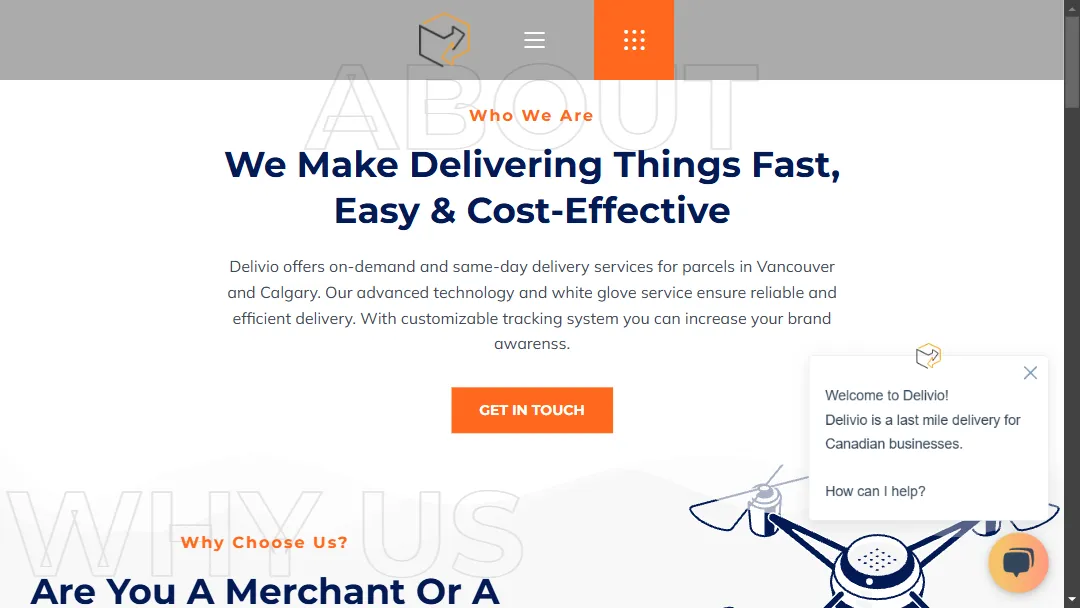 ABOUT
Who We Are
We Make Delivering Things Fast,
Easy & Cost-Effective
Delivio offers on-demand and same-day delivery services for parcels in Vancouver
and Calgary. Our advanced technology and white glove service ensure reliable and
efficient delivery. With customizable tracking system you can increase your brand
awarenss.
GET IN TOUCH
Welcome to Delivio!
Delivio is a last mile delivery for
Canadian businesses.
How can I help?
WHY US
Why Choose Us?
Are You A Merchant Or A